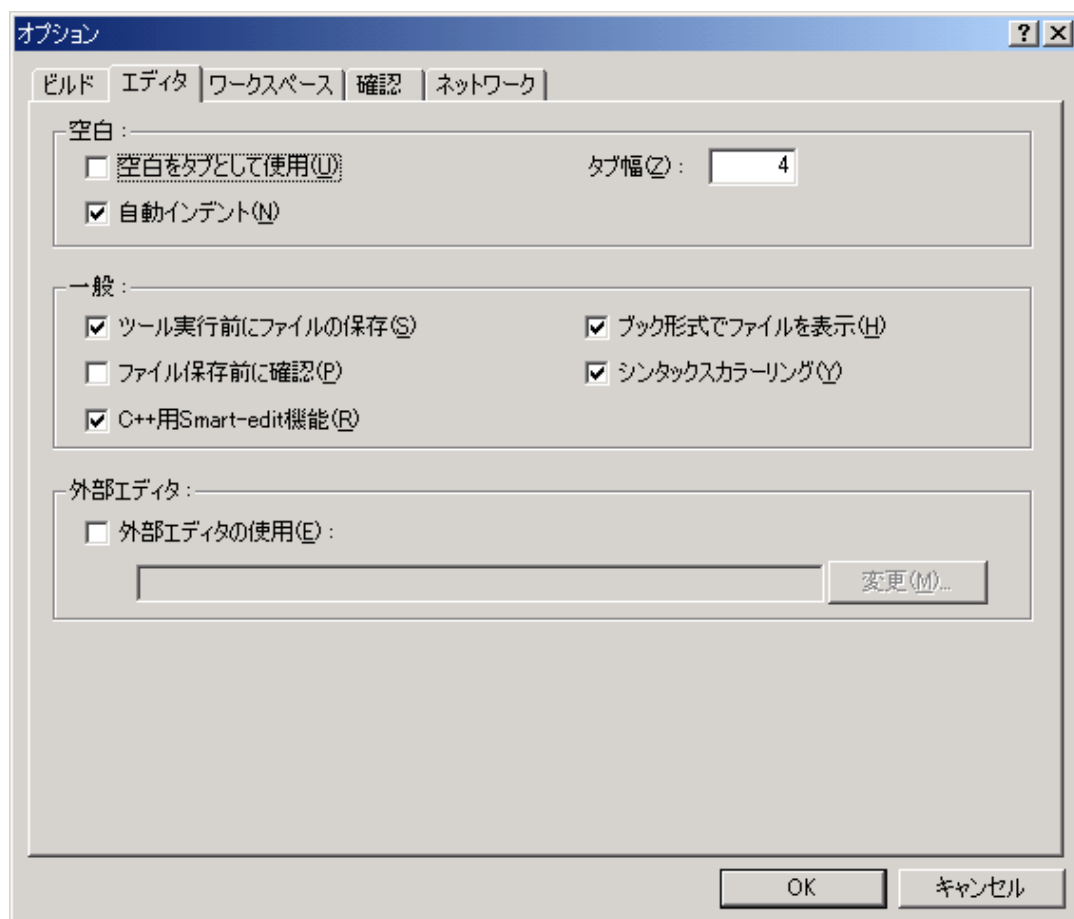 オプション
ビルド エディタ ワークスペース 確認 ネットワーク
空白:
空白をタブとして使用(U) タブ幅(Z): 4
自動インデント(N)
一般:
ツール実行前にファイルの保存(S) ブック形式でファイルを表示(H)
ファイル保存前に確認(P) シンタックスカラーリング(Y)
C++用Smart-edit機能(R)
外部エディタ:
外部エディタの使用(E):
変更(M)...
OK キャンセル